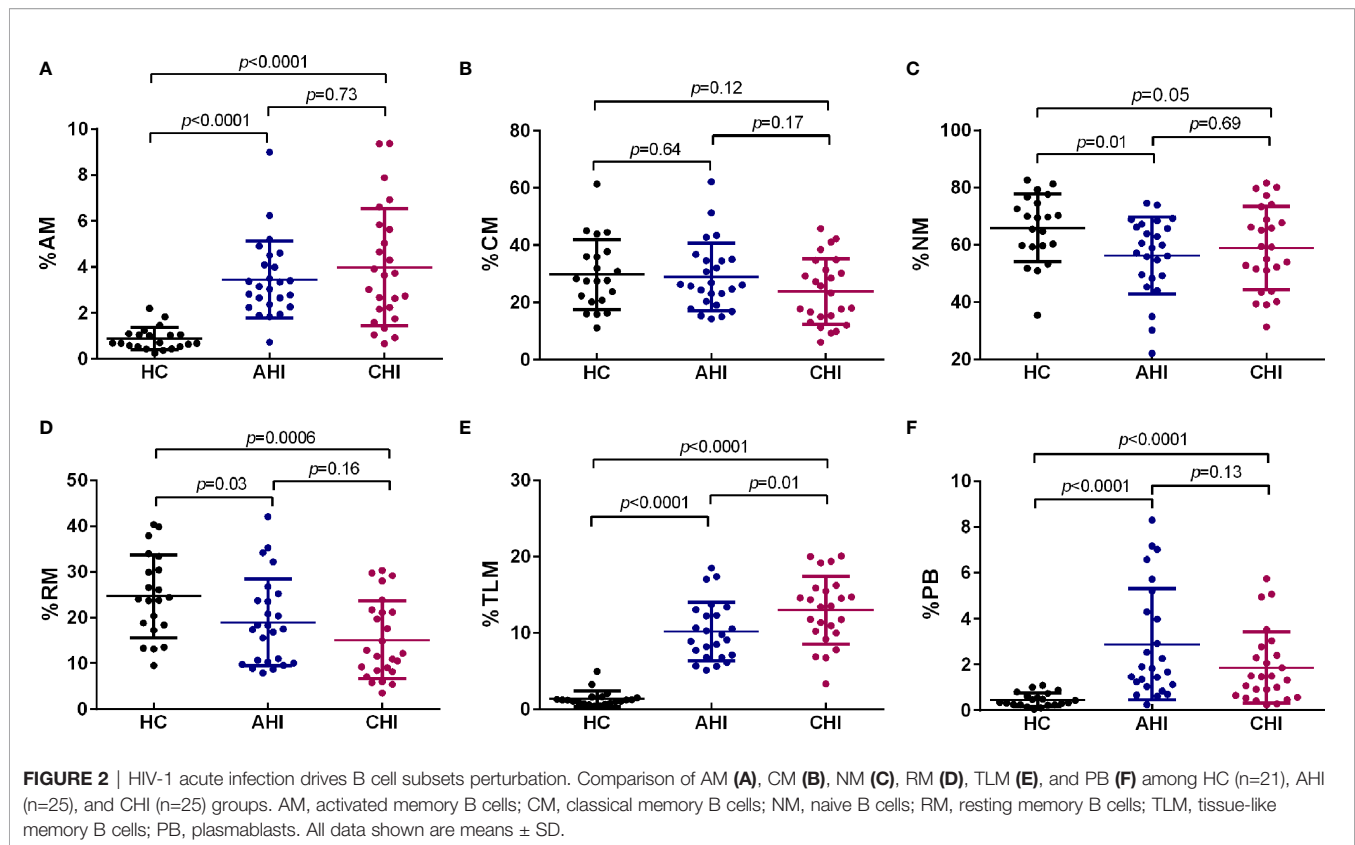 A
p<0.0001
p=0.73
p<0.0001
%AM
10
8
6
4
2
0
HC AHI CHI
B
p=0.12
p=0.17
p=0.64
%CM
80
60
40
20
0
HC AHI CHI
C
p=0.05
p=0.69
p=0.01
%NM
100
80
60
40
20
HC AHI CHI
D
p=0.0006
p=0.16
p=0.03
%RM
50
40
30
20
10
0
HC AHI CHI
E
p<0.0001
p=0.01
p<0.0001
%TLM
30
20
10
0
HC AHI CHI
F
p<0.0001
p=0.13
p<0.0001
%PB
10
8
6
4
2
0
HC AHI CHI
FIGURE 2 | HIV-1 acute infection drives B cell subsets perturbation. Comparison of AM (A), CM (B), NM (C), RM (D), TLM (E), and PB (F) among HC (n=21), AHI
(n=25), and CHI (n=25) groups. AM, activated memory B cells; CM, classical memory B cells; NM, naive B cells; RM, resting memory B cells; TLM, tissue-like
memory B cells; PB, plasmablasts. All data shown are means ± SD.